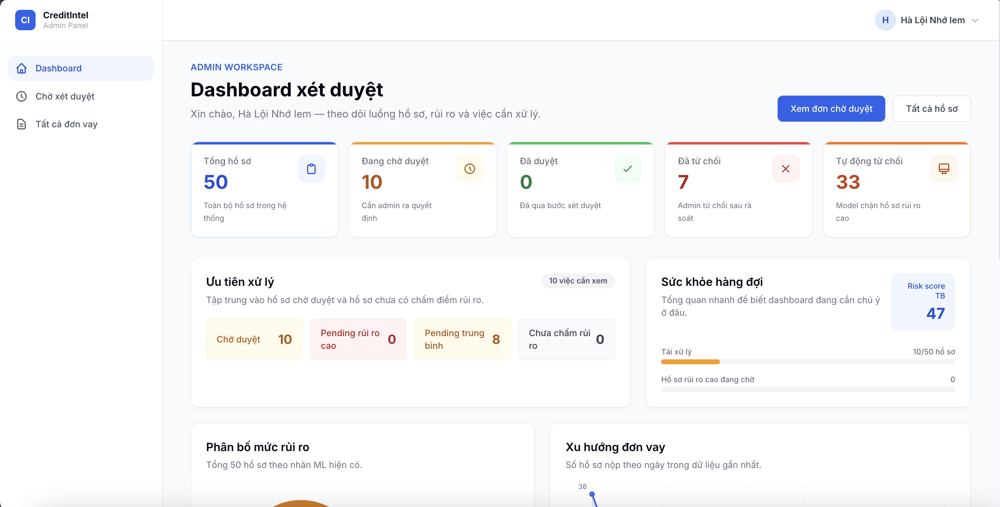 CI
CreditIntel
Admin Panel
H
Hà Lội Nhớ Iem
Dashboard
Chờ xét duyệt
Tất cả đơn vay
ADMIN WORKSPACE
Dashboard xét duyệt
Xin chào, Hà Lội Nhớ Iem — theo dõi luồng hồ sơ, rủi ro và việc cần xử lý.
Xem đơn chờ duyệt
Tất cả hồ sơ
Tổng hồ sơ
50
Toàn bộ hồ sơ trong hệ
thống
Đang chờ duyệt
10
Cần admin ra quyết
định
Đã duyệt
0
Đã qua bước xét duyệt
Đã từ chối
7
Admin từ chối sau rà
soát
Tự động từ chối
33
Model chặn hồ sơ rủi ro
cao
Ưu tiên xử lý
10 việc cần xem
Tập trung vào hồ sơ chờ duyệt và hồ sơ chưa có chấm điểm rủi ro.
Chờ duyệt
10
Pending rủi ro
cao
0
Pending trung
bình
8
Chưa chấm rủi
ro
0
Sức khỏe hàng đợi
Tổng quan nhanh để biết dashboard đang cần chú ý
ở đâu.
Risk score
TB
47
Tải xử lý
10/50 hồ sơ
Hồ sơ rủi ro cao đang chờ
0
Phân bố mức rủi ro
Tổng 50 hồ sơ theo nhãn ML hiện có.
Xu hướng đơn vay
Số hồ sơ nộp theo ngày trong dữ liệu gần nhất.
36